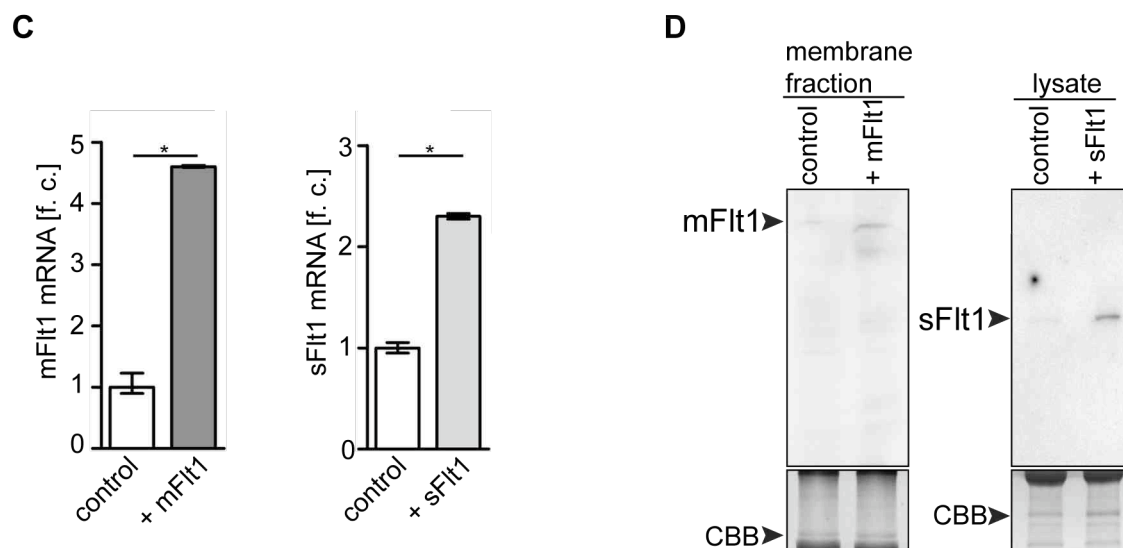 C
mFlt1 mRNA [f. c.]
5
4
3
2
1
0
*
control
+ mFlt1
sFlt1 mRNA [f. c.]
3
2
1
0
*
control
+ sFlt1
D
membrane
fraction
control
+ mFlt1
mFlt1
CBB
lysate
control
+ sFlt1
sFlt1
CBB